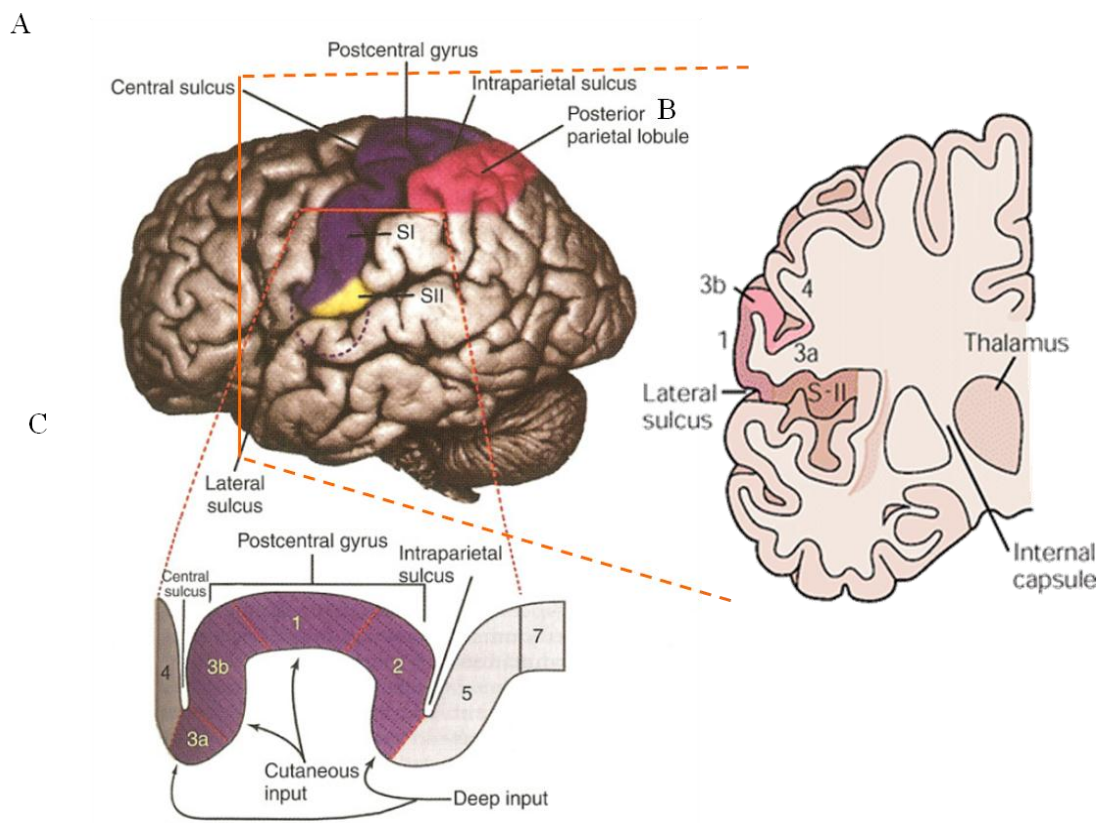 A
Postcentral gyrus
Central sulcus
Intraparietal sulcus
B
Posterior
parietal lobule
SI
SII
3b
4
1
3a
Thalamus
S-II
Lateral
sulcus
C
Lateral
sulcus
Internal
capsule
Postcentral gyrus
Intraparietal
sulcus
Central
sulcus
1
7
4
3b
2
5
3a
Cutaneous
input
Deep input